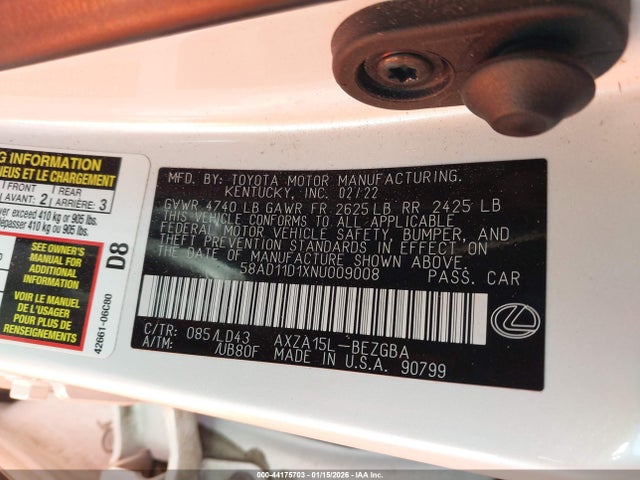 G INFORMATION
NEUS ET LE CHARGEMENT
FRONT
AVANT 2
REAR
ARRIÈRE 3
ver exceed 410 kg or 905 lbs.
dépasser 410 kg ou 905 lb.
SEE OWNER'S
MANUAL FOR
ADDITIONAL
INFORMATION
VOIR LE MANUEL
DE L'USAGER
POUR PLUS DE
RENSEIGNEMENTS
D8
42661-06C80
MFD. BY: TOYOTA MOTOR MANUFACTURING.
KENTUCKY, INC. 02/22
GVWR 4740 LB GAWR FR 2625 LB RR 2425 LB
THIS VEHICLE CONFORMS TO ALL APPLICABLE
FEDERAL MOTOR VEHICLE SAFETY, BUMPER, AND
THEFT PREVENTION STANDARDS IN EFFECT ON
THE DATE OF MANUFACTURE SHOWN ABOVE.
58AD11D1XNU009008 PASS. CAR
C/TR: 085/LD43 AXZA15L-BEZGBA
A/TM: /UB80F MADE IN U.S.A. 90799
000-44175703 - 01/15/2026 - IAA Inc.